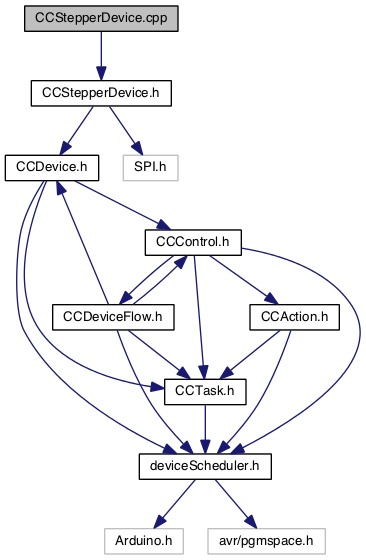 CCStepperDevice.cpp
CCStepperDevice.h
CCDevice.h
SPI.h
CCControl.h
CCDeviceFlow.h
CCAction.h
CCTask.h
deviceScheduler.h
Arduino.h
avr/pgmspace.h